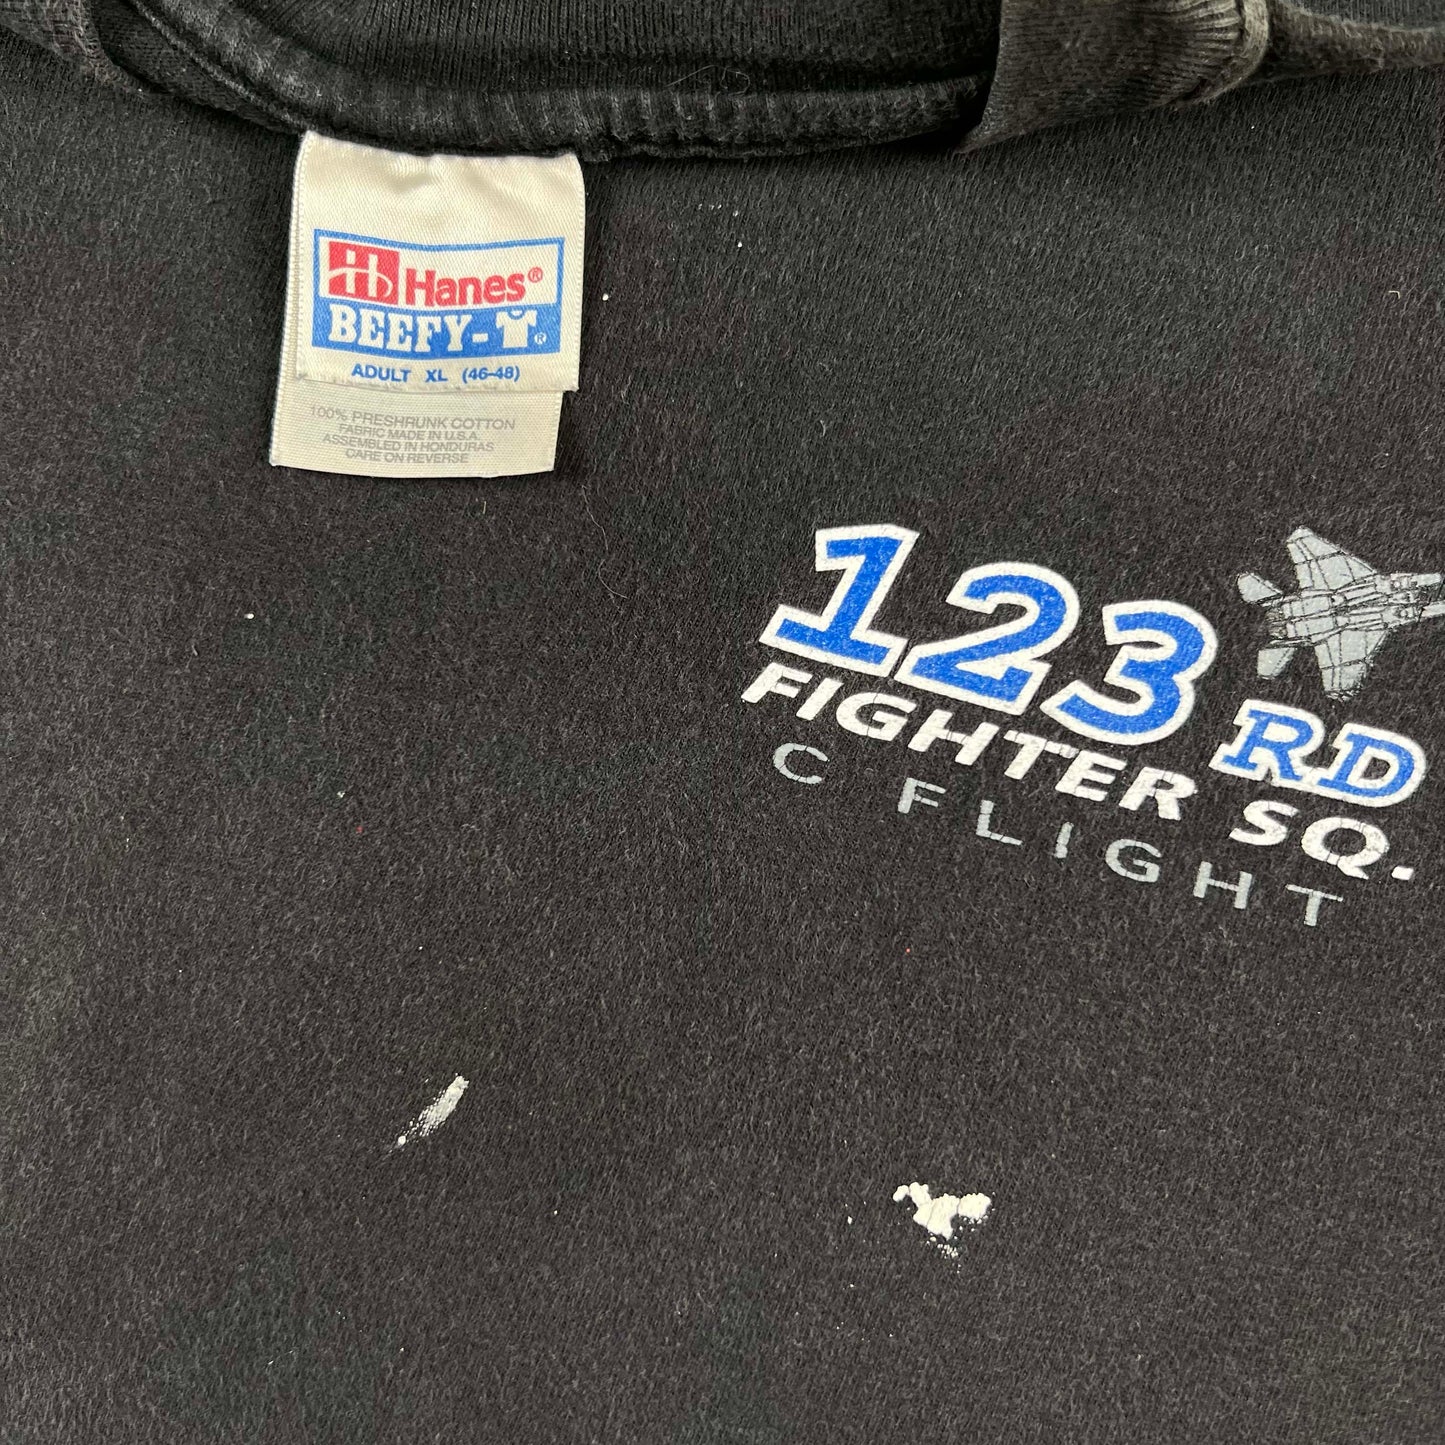 Hanes®
BEEFY-T®
ADULT XL (46-48)
100% PRESHRUNK COTTON
FABRIC MADE IN U.S.A.
ASSEMBLED IN HONDURAS
CARE ON REVERSE
123 RD
FIGHTER SQ.
C FLIGHT